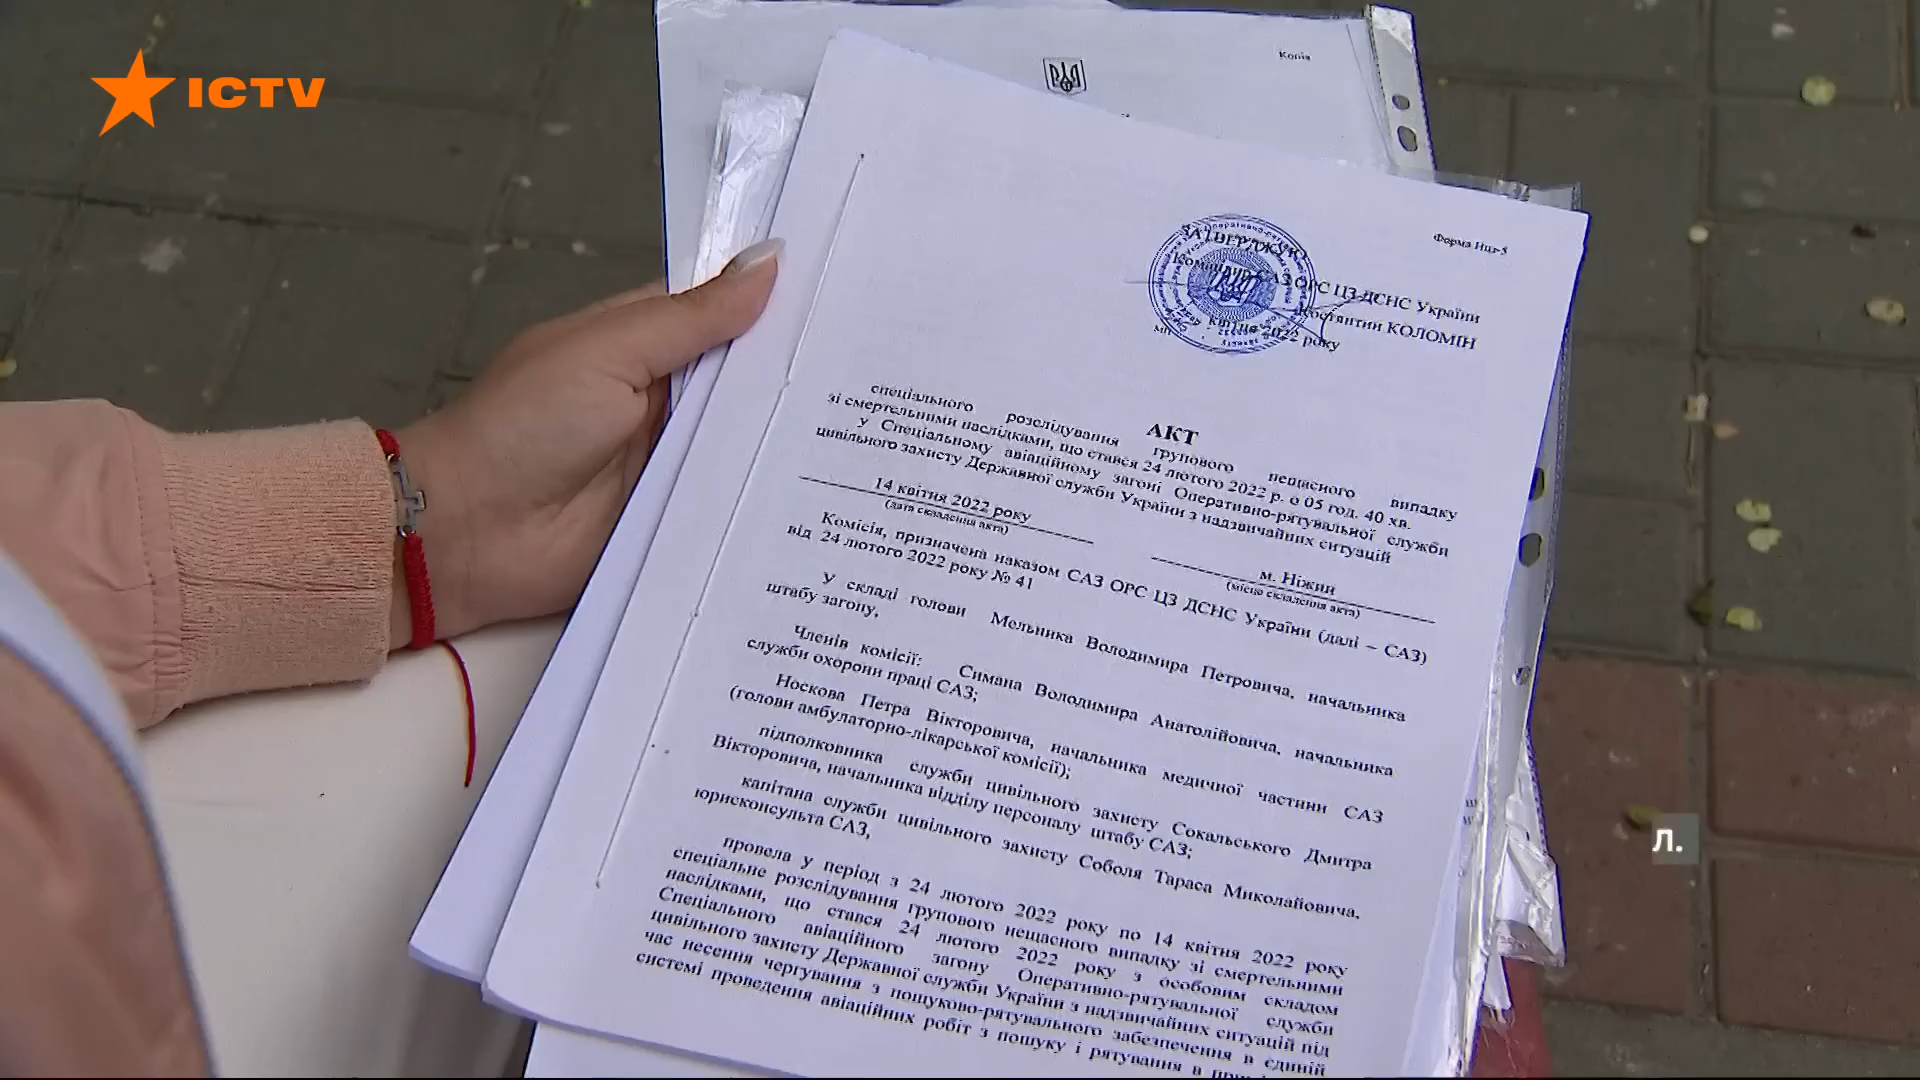 ICTV
Копія
Форма Нцз-5
ЗАТВЕРДЖУЮ
Командир САЗ ОРС ЦЗ ДСНС України
Костянтин КОЛОМІН
квітня 2022 року
МП
АКТ
спеціального розслідування групового нещасного випадку
зі смертельними наслідками, що стався 24 лютого 2022 р. о 05 год. 40 хв.
у Спеціальному авіаційному загоні Оперативно-рятувальної служби
цивільного захисту Державної служби України з надзвичайних ситуацій
14 квітня 2022 року
(дата складення акта)
м. Ніжин
(місце складення акта)
Комісія, призначена наказом САЗ ОРС ЦЗ ДСНС України (далі – САЗ)
від 24 лютого 2022 року № 41
У складі голови Мельника Володимира Петровича, начальника
штабу загону,
Членів комісії: Симана Володимира Анатолійовича, начальника
служби охорони праці САЗ;
Носкова Петра Вікторовича, начальника медичної частини САЗ
(голови амбулаторно-лікарської комісії);
підполковника служби цивільного захисту Сокальського Дмитра
Вікторовича, начальника відділу персоналу штабу САЗ;
капітана служби цивільного захисту Соболя Тараса Миколайовича,
юрисконсульта САЗ,
провела у період з 24 лютого 2022 року по 14 квітня 2022 року
спеціальне розслідування групового нещасного випадку зі смертельними
наслідками, що стався 24 лютого 2022 року з особовим складом
Спеціального авіаційного загону Оперативно-рятувальної служби
цивільного захисту Державної служби України з надзвичайних ситуацій під
час несення чергування з пошуково-рятувального забезпечення в єдиній
системі проведення авіаційних робіт з пошуку і рятування в
Л.